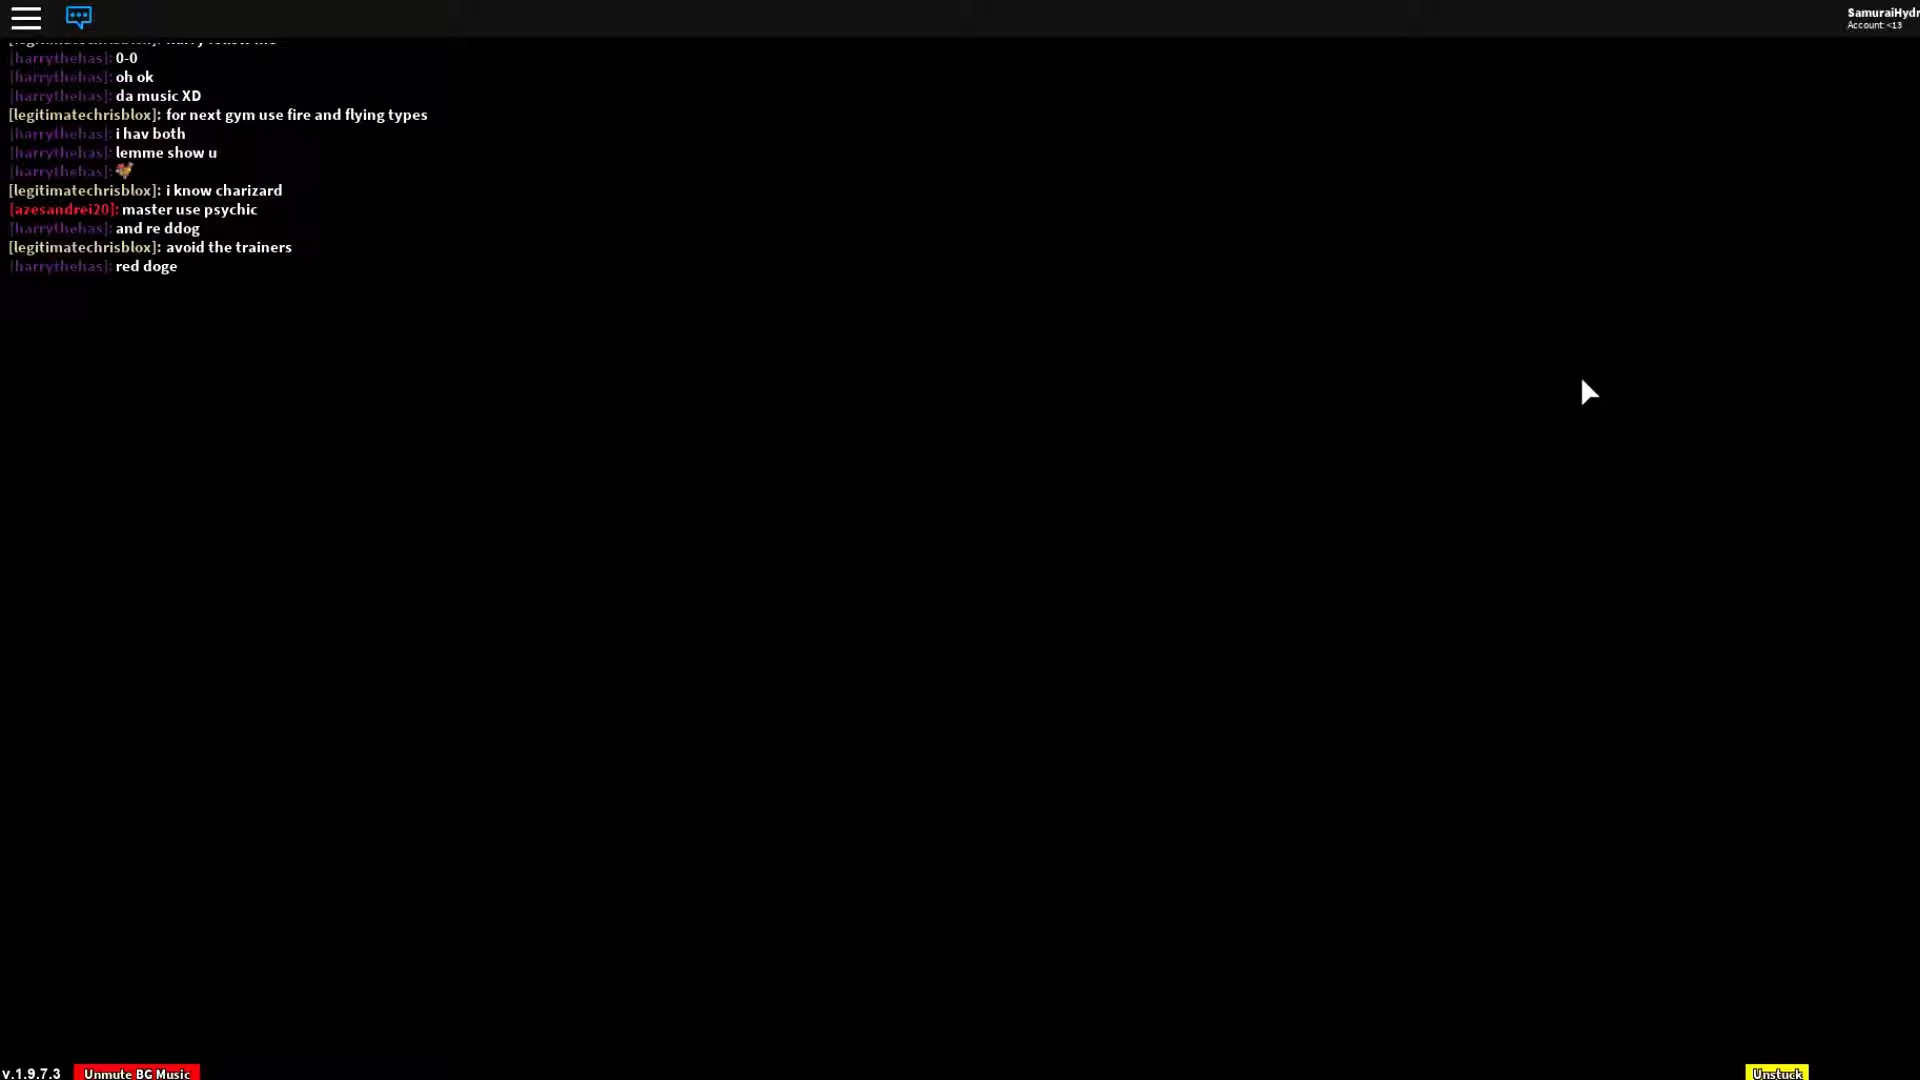 SamuraiHydr
Account: <13
[harrythehas]: 0-0
[harrythehas]: oh ok
[harrythehas]: da music XD
[legitimatechrisblox]: for next gym use fire and flying types
[harrythehas]: i hav both
[harrythehas]: lemme show u
[harrythehas]:
[legitimatechrisblox]: i know charizard
[azesandrei20]: master use psychic
[harrythehas]: and re ddog
[legitimatechrisblox]: avoid the trainers
[harrythehas]: red doge
v.1.9.7.3
Unmute BG Music
Unstuck